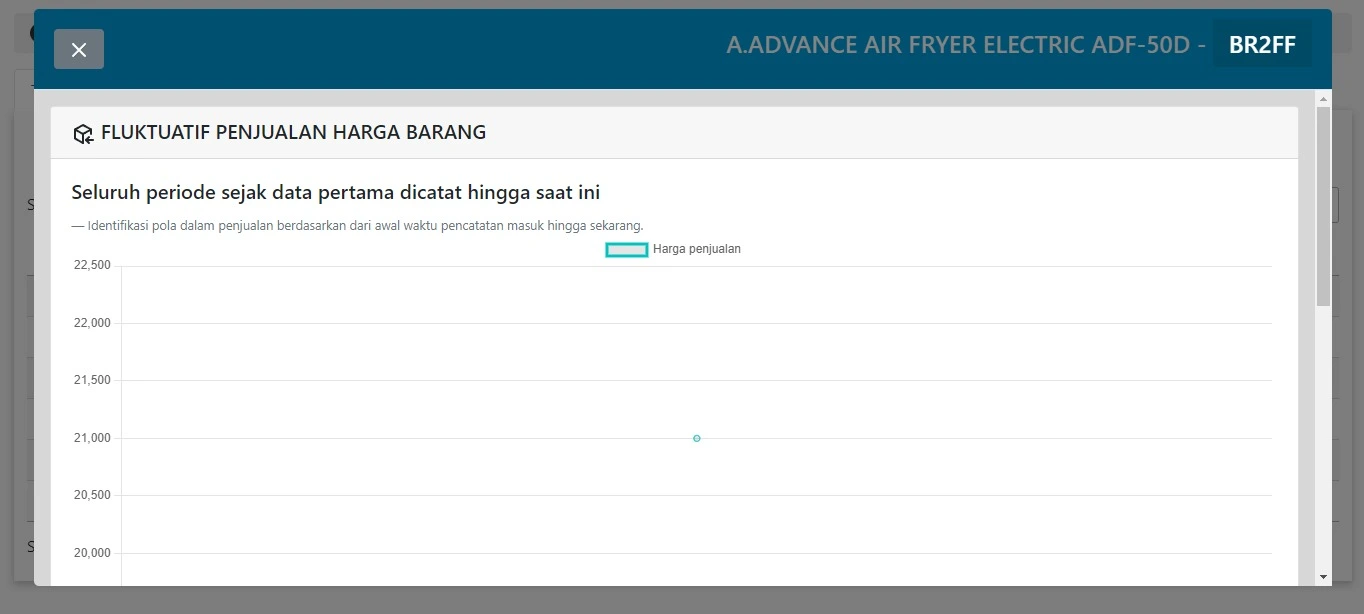 A.ADVANCE AIR FRYER ELECTRIC ADF-50D - BR2FF
FLUKTUATIF PENJUALAN HARGA BARANG
Seluruh periode sejak data pertama dicatat hingga saat ini
— Identifikasi pola dalam penjualan berdasarkan dari awal waktu pencatatan masuk hingga sekarang.
Harga penjualan
22,500
22,000
21,500
21,000
20,500
20,000